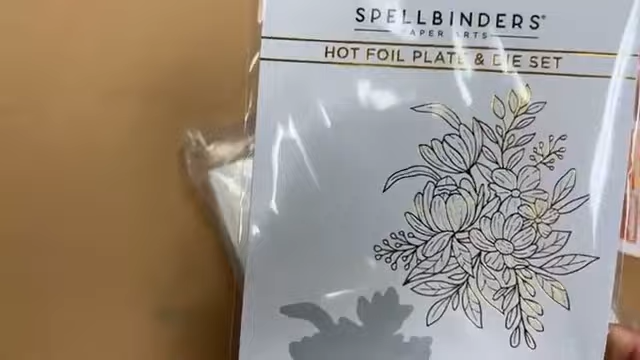 SPELLBINDERS®
PAPER ARTS
HOT FOIL PLATE & DIE SET